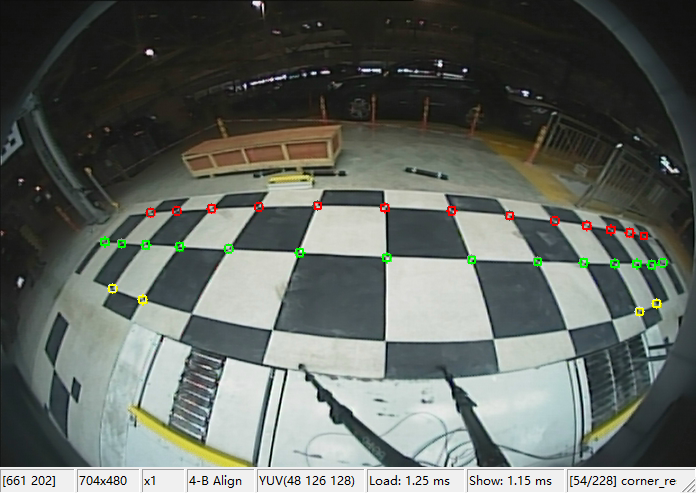 [661 202] 704x480 x1 4-B Align YUV(48 126 128) Load: 1.25 ms Show: 1.15 ms [54/228] corner_re